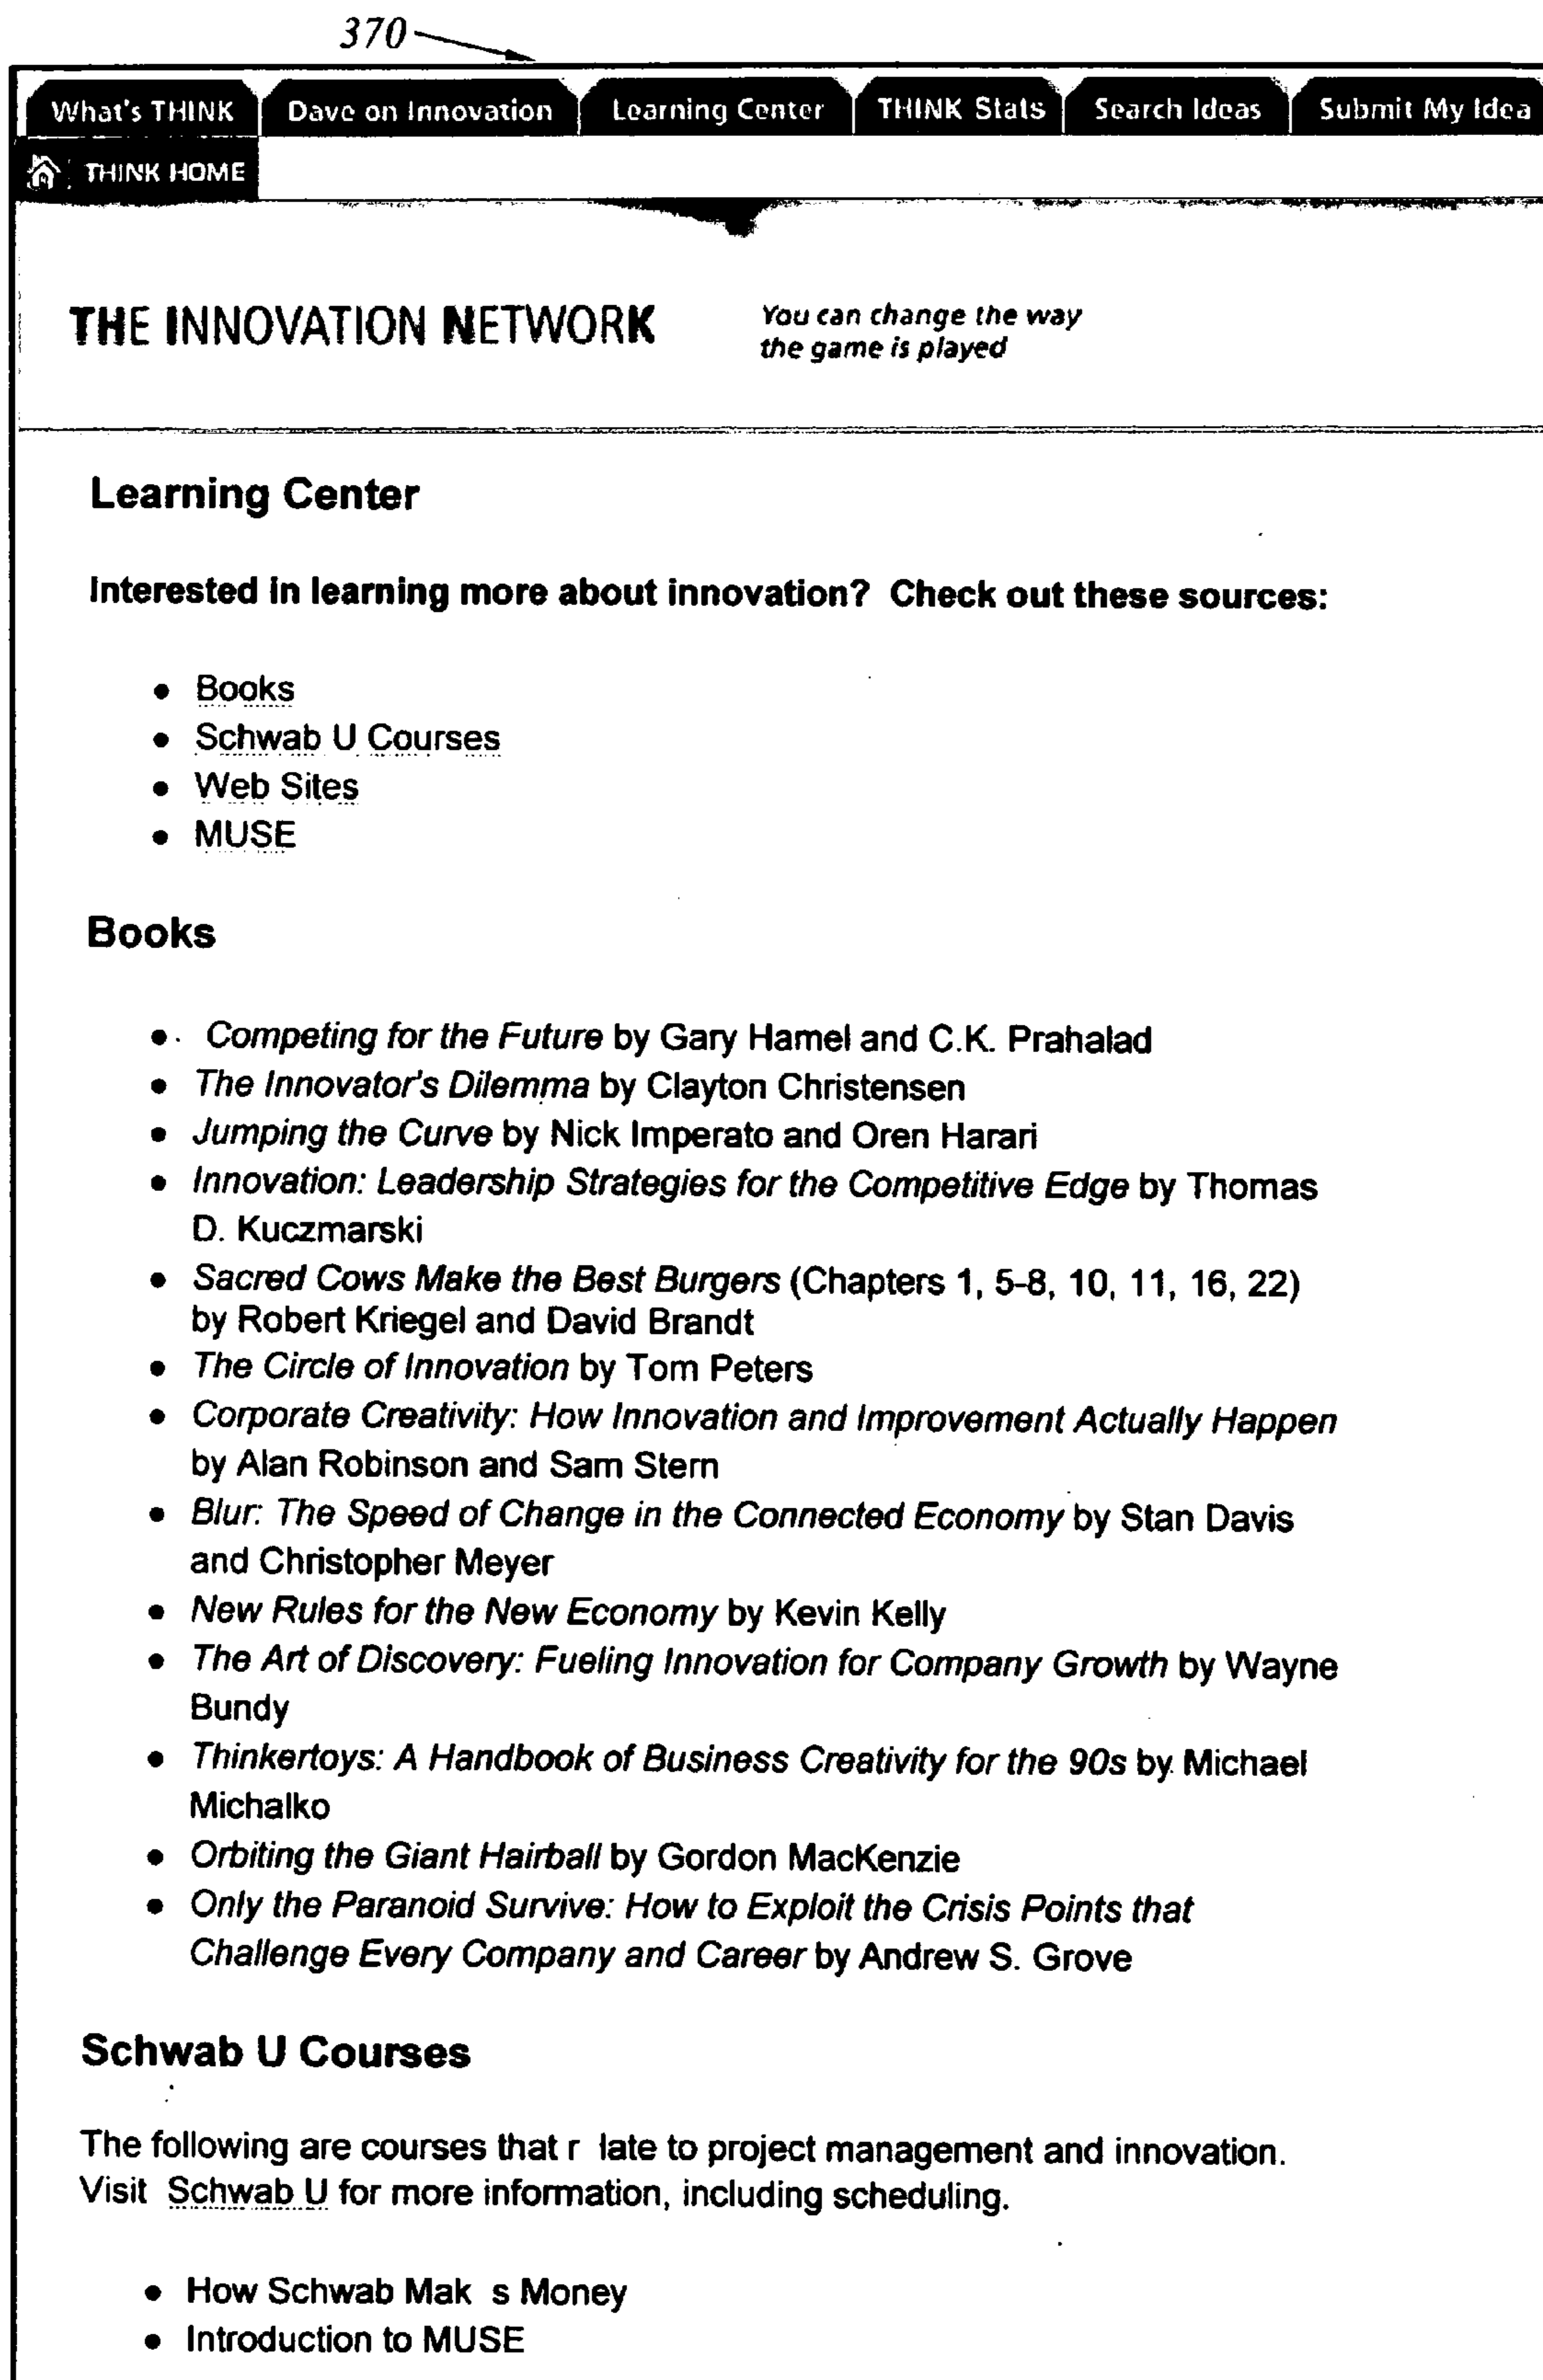 370
What's THINK Dave on Innovation Learning Center THINK Stats Search Ideas Submit My Idea
THINK HOME
THE INNOVATION NETWORK
You can change the way
the game is played
Learning Center
Interested in learning more about innovation? Check out these sources:
• Books
• Schwab U Courses
• Web Sites
• MUSE
Books
• Competing for the Future by Gary Hamel and C.K. Prahalad
• The Innovator's Dilemma by Clayton Christensen
• Jumping the Curve by Nick Imperato and Oren Harari
• Innovation: Leadership Strategies for the Competitive Edge by Thomas
D. Kuczmarski
• Sacred Cows Make the Best Burgers (Chapters 1, 5-8, 10, 11, 16, 22)
by Robert Kriegel and David Brandt
• The Circle of Innovation by Tom Peters
• Corporate Creativity: How Innovation and Improvement Actually Happen
by Alan Robinson and Sam Stern
• Blur: The Speed of Change in the Connected Economy by Stan Davis
and Christopher Meyer
• New Rules for the New Economy by Kevin Kelly
• The Art of Discovery: Fueling Innovation for Company Growth by Wayne
Bundy
• Thinkertoys: A Handbook of Business Creativity for the 90s by Michael
Michalko
• Orbiting the Giant Hairball by Gordon MacKenzie
• Only the Paranoid Survive: How to Exploit the Crisis Points that
Challenge Every Company and Career by Andrew S. Grove
Schwab U Courses
The following are courses that r late to project management and innovation.
Visit Schwab U for more information, including scheduling.
• How Schwab Mak s Money
• Introduction to MUSE